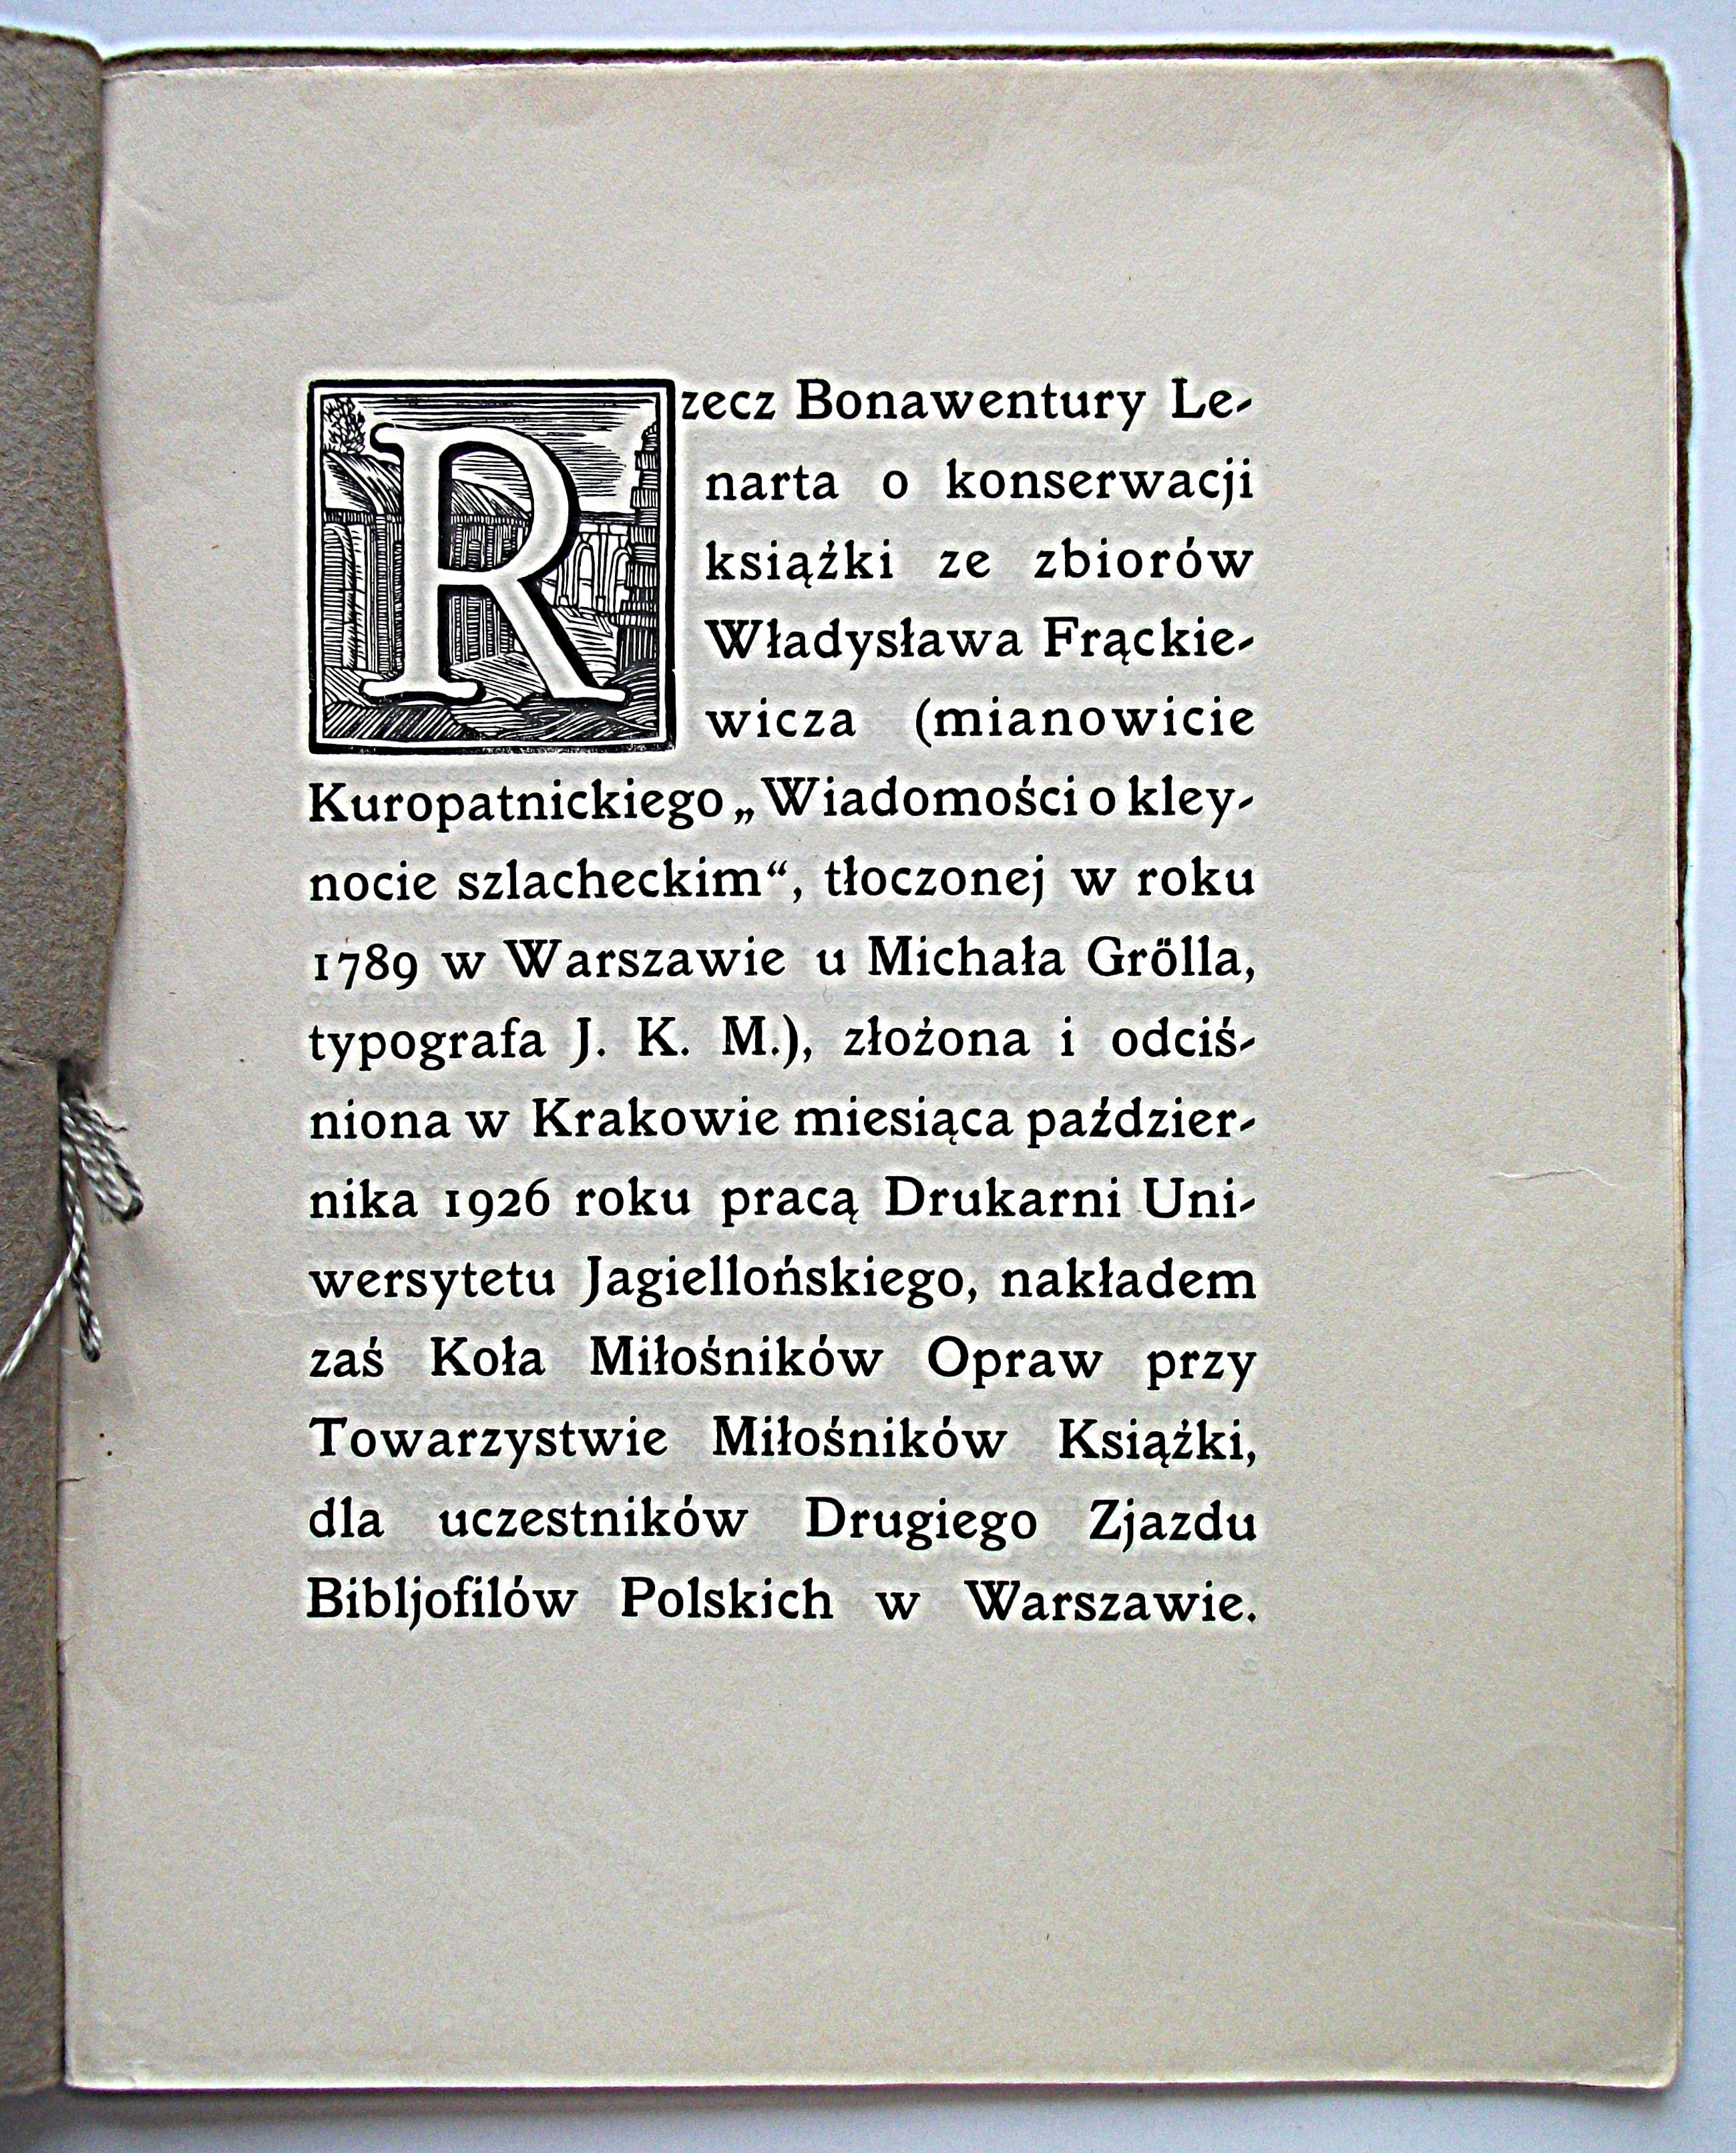 Rzecz Bonawentury Le-
narta o konserwacji
książki ze zbiorów
Władysława Frąckie-
wicza (mianowicie
Kuropatnickiego „Wiadomości o kley-
nocie szlacheckim“, tłoczonej w roku
1789 w Warszawie u Michała Grölla,
typografa J. K. M.), złożona i odciś-
niona w Krakowie miesiąca paździer-
nika 1926 roku pracą Drukarni Uni-
wersytetu Jagiellońskiego, nakładem
zaś Koła Miłośników Opraw przy
Towarzystwie Miłośników Książki,
dla uczestników Drugiego Zjazdu
Bibljofilów Polskich w Warszawie.